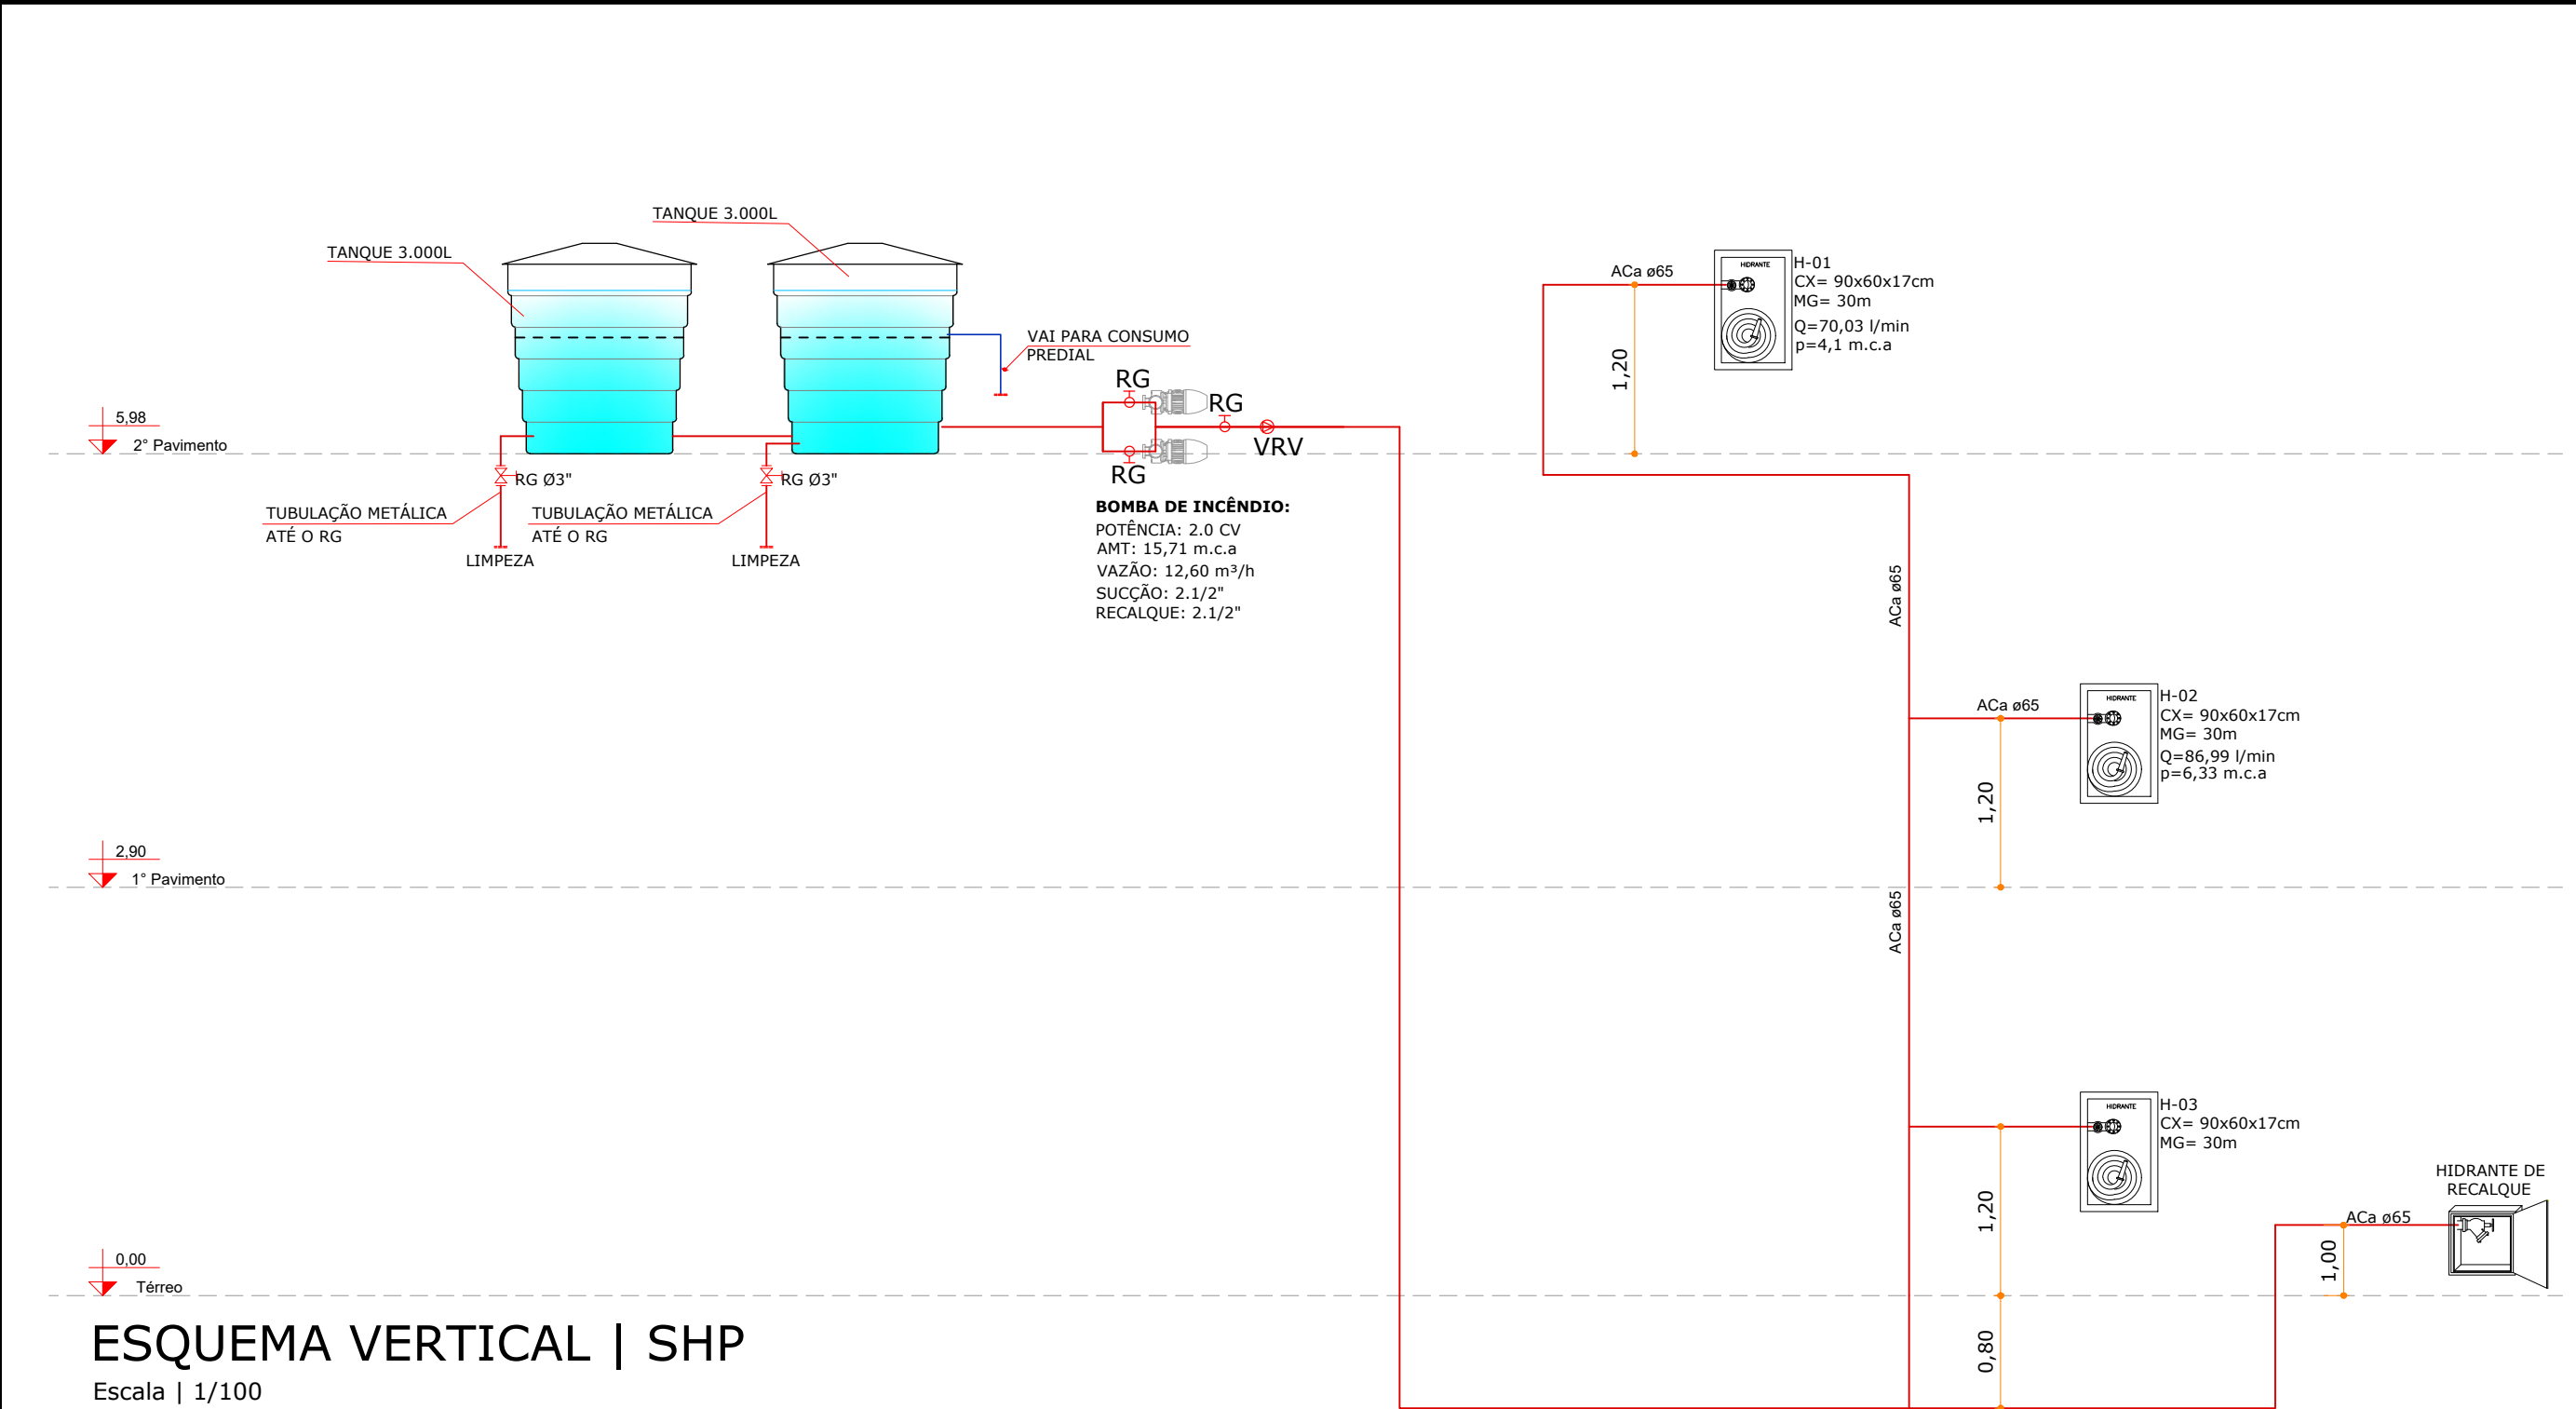 TANQUE 3.000L
TANQUE 3.000L
VAI PARA CONSUMO
PREDIAL
5,98
2° Pavimento
RG Ø3"
TUBULAÇÃO METÁLICA
ATÉ O RG
LIMPEZA
RG Ø3"
TUBULAÇÃO METÁLICA
ATÉ O RG
LIMPEZA
RG
RG
RG
VRV
BOMBA DE INCÊNDIO:
POTÊNCIA: 2.0 CV
AMT: 15,71 m.c.a
VAZÃO: 12,60 m³/h
SUCÇÃO: 2.1/2"
RECALQUE: 2.1/2"
ACa ø65
1,20
HIDRANTE
H-01
CX= 90x60x17cm
MG= 30m
Q=70,03 l/min
p=4,1 m.c.a
ACa ø65
ACa ø65
1,20
HIDRANTE
H-02
CX= 90x60x17cm
MG= 30m
Q=86,99 l/min
p=6,33 m.c.a
2,90
1° Pavimento
ACa ø65
1,20
HIDRANTE
H-03
CX= 90x60x17cm
MG= 30m
HIDRANTE DE
RECALQUE
ACa ø65
1,00
0,00
Térreo
0,80
ESQUEMA VERTICAL | SHP
Escala | 1/100